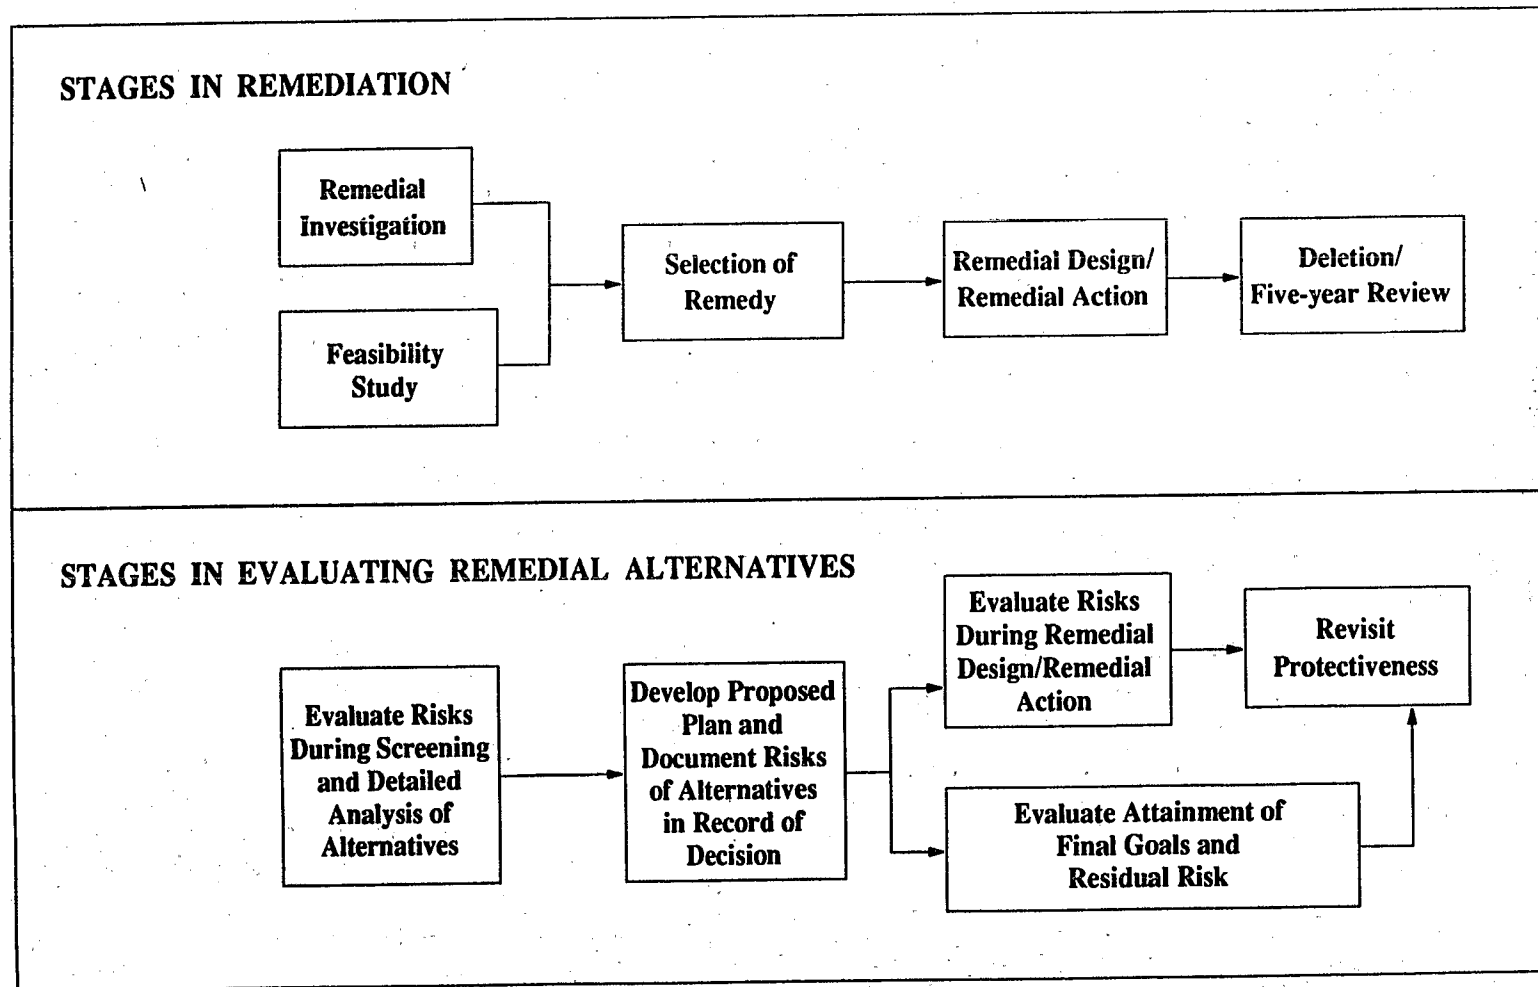 STAGES IN REMEDIATION
Remedial
Investigation
Feasibility
Study
Selection of
Remedy
Remedial Design/
Remedial Action
Deletion/
Five-year Review
STAGES IN EVALUATING REMEDIAL ALTERNATIVES
Evaluate Risks
During Screening
and Detailed
Analysis of
Alternatives
Develop Proposed
Plan and
Document Risks
of Alternatives
in Record of
Decision
Evaluate Risks
During Remedial
Design/Remedial
Action
Evaluate Attainment of
Final Goals and
Residual Risk
Revisit
Protectiveness